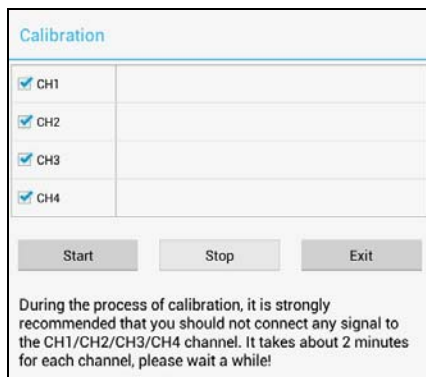 Calibration
CH1
CH2
CH3
CH4
Start Stop Exit
During the process of calibration, it is strongly
recommended that you should not connect any signal to
the CH1/CH2/CH3/CH4 channel. It takes about 2 minutes
for each channel, please wait a while!